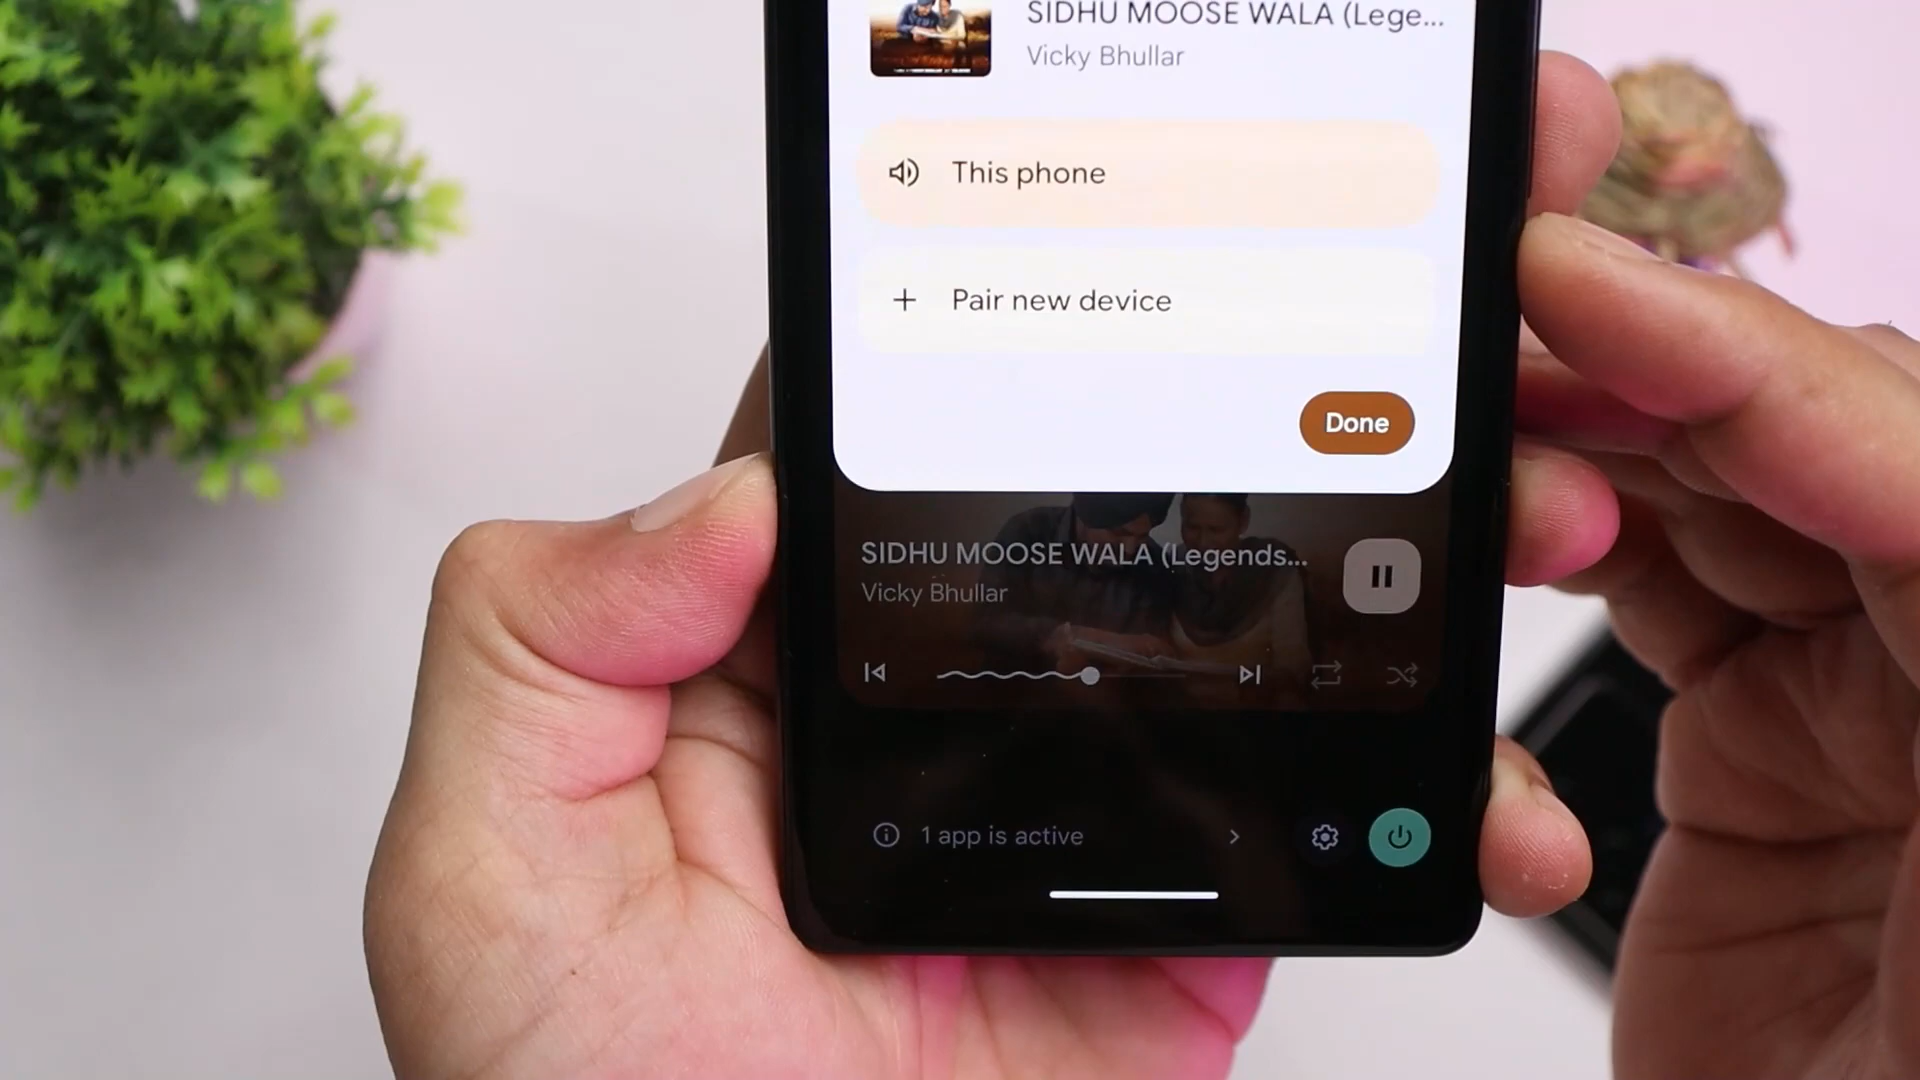 SIDHU MOOSE WALA (Lege...
Vicky Bhullar
This phone
Pair new device
Done
SIDHU MOOSE WALA (Legends...
Vicky Bhullar
1 app is active